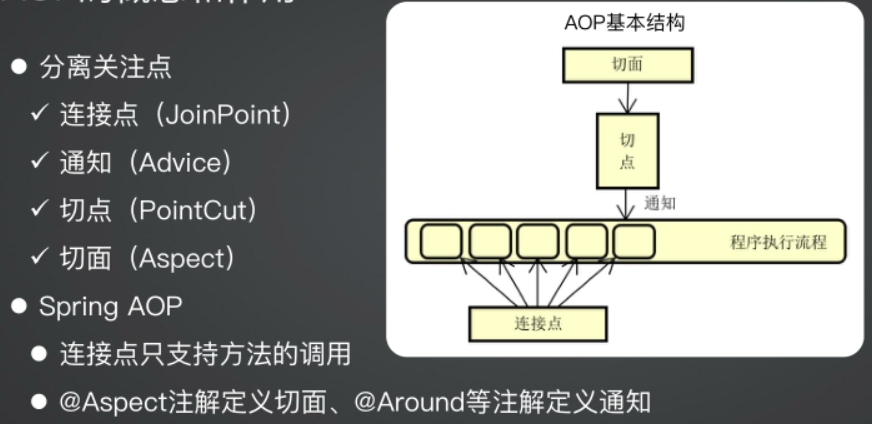 分离关注点
连接点（JoinPoint）
通知（Advice）
切点（PointCut）
切面（Aspect）
Spring AOP
连接点只支持方法的调用
@Aspect注解定义切面、@Around等注解定义通知
AOP基本结构
切面
切
点
通知
程序执行流程
连接点